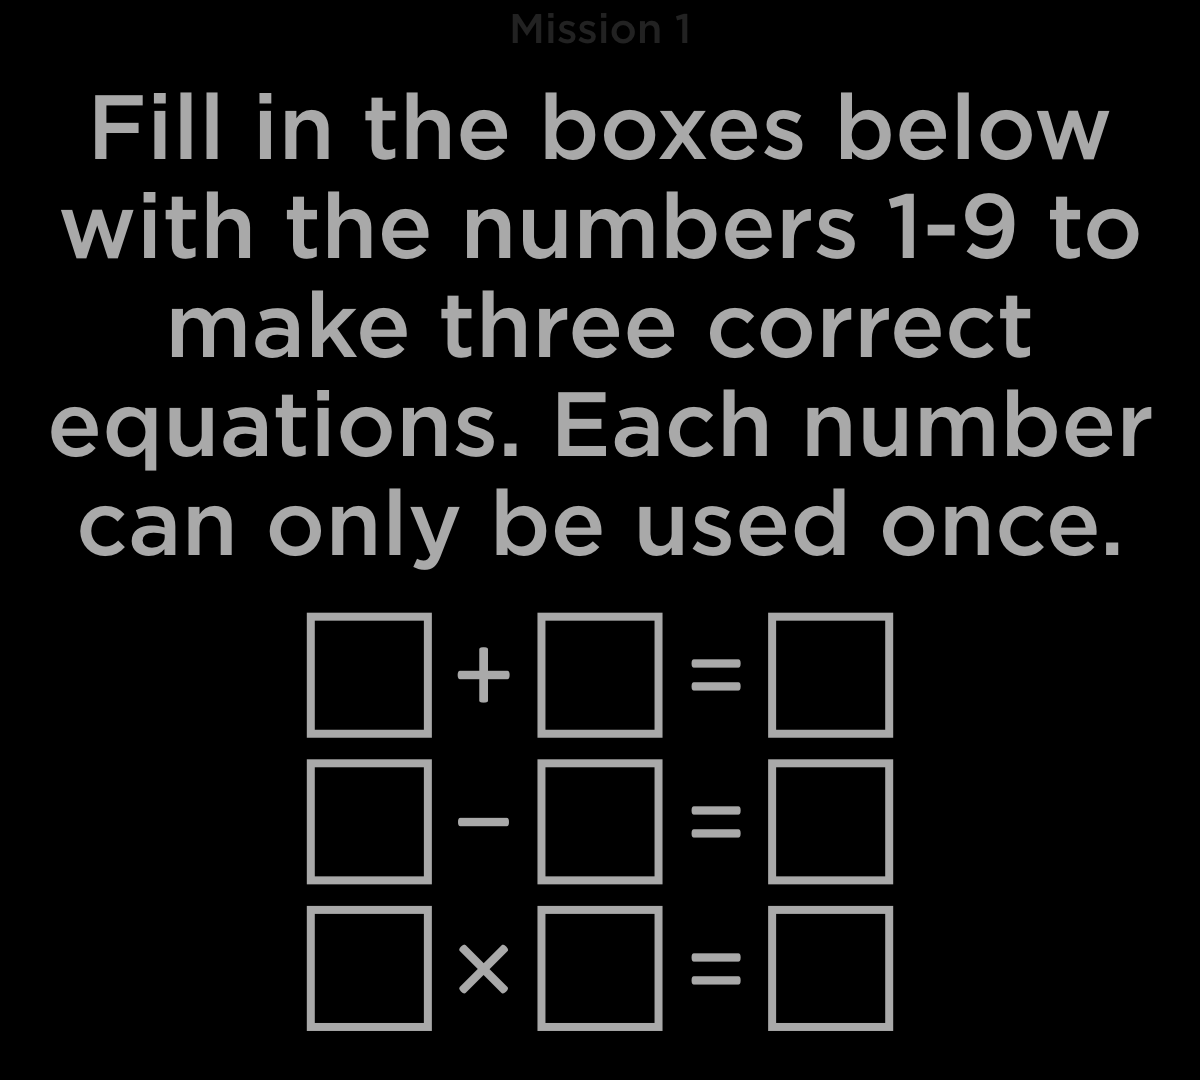 Mission 1
Fill in the boxes below
with the numbers 1-9 to
make three correct
equations. Each number
can only be used once.
+ =
− =
× =